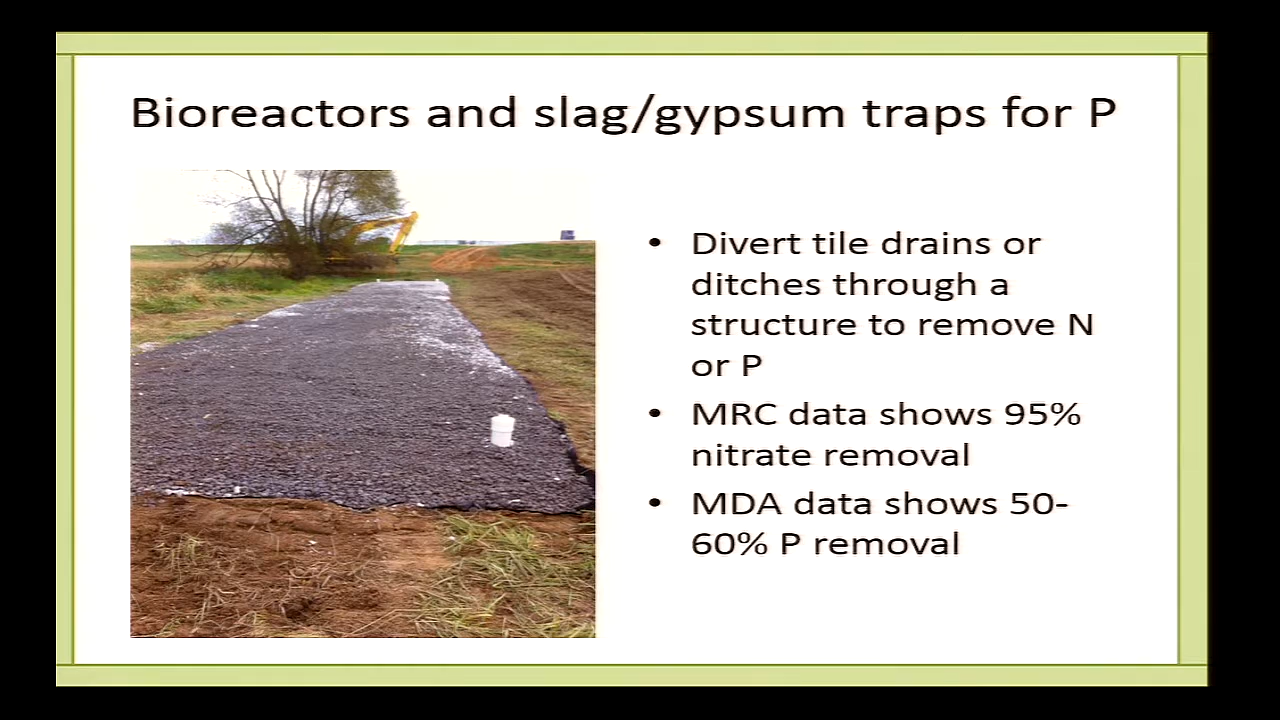 Bioreactors and slag/gypsum traps for P
• Divert tile drains or
ditches through a
structure to remove N
or P
• MRC data shows 95%
nitrate removal
• MDA data shows 50-
60% P removal